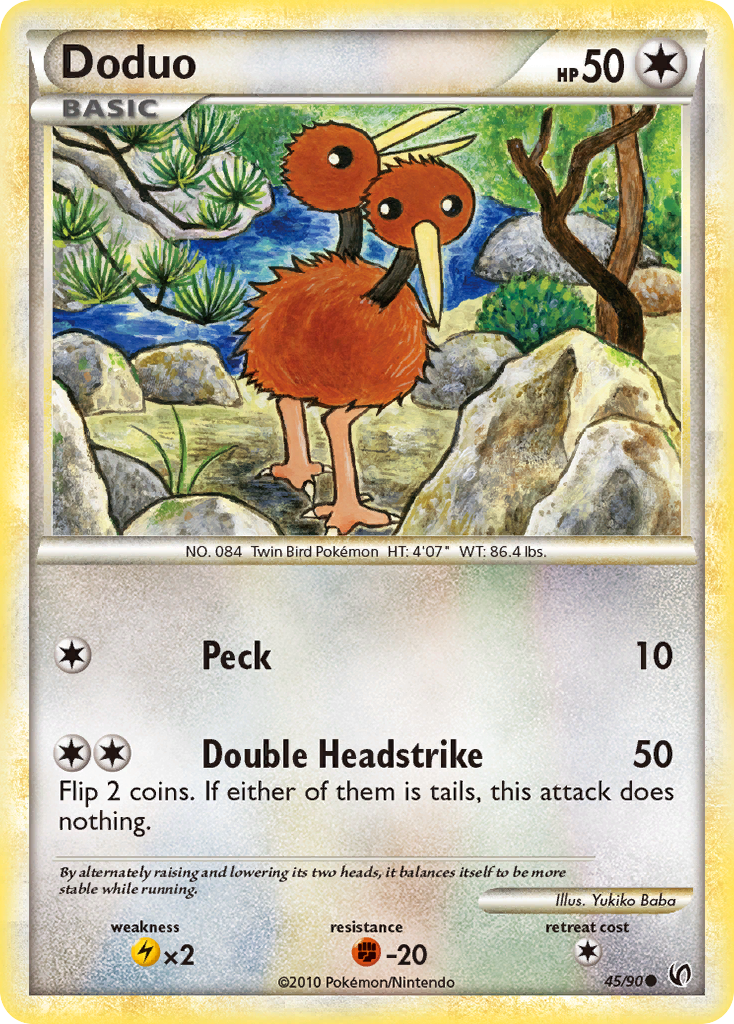 Doduo
HP 50
BASIC
NO. 084 Twin Bird Pokémon HT: 4'07" WT: 86.4 lbs.
Peck 10
Double Headstrike 50
Flip 2 coins. If either of them is tails, this attack does
nothing.
By alternately raising and lowering its two heads, it balances itself to be more
stable while running.
Illus. Yukiko Baba
weakness resistance retreat cost
×2 -20
©2010 Pokémon/Nintendo 45/90